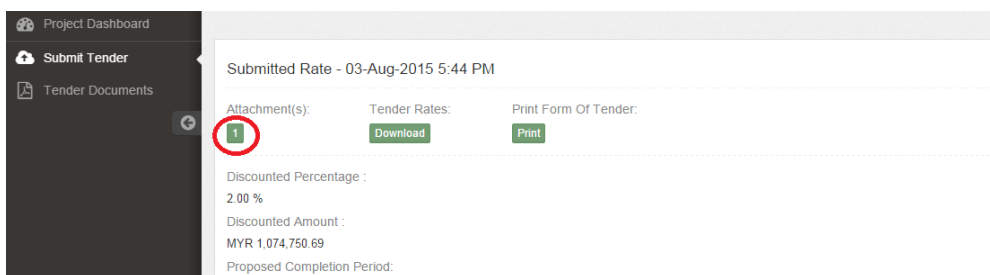 Project Dashboard
Submit Tender
Tender Documents
Submitted Rate - 03-Aug-2015 5:44 PM
Attachment(s): Tender Rates: Print Form Of Tender:
1 Download Print
Discounted Percentage :
2.00 %
Discounted Amount :
MYR 1,074,750.69
Proposed Completion Period: